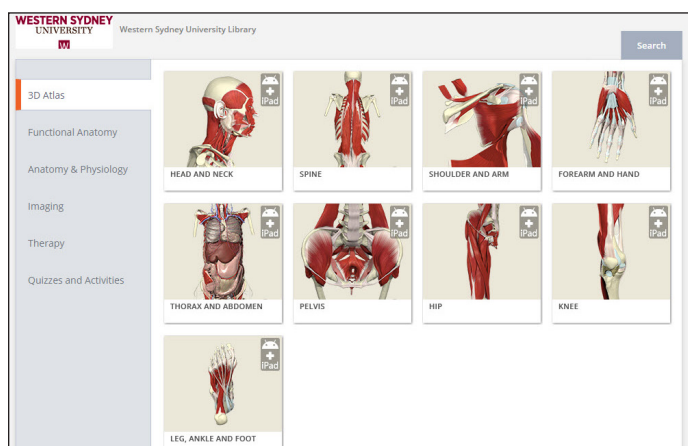 WESTERN SYDNEY
UNIVERSITY
W
Western Sydney University Library
Search
3D Atlas
Functional Anatomy
Anatomy & Physiology
Imaging
Therapy
Quizzes and Activities
+
iPad
HEAD AND NECK
+
iPad
SPINE
+
iPad
SHOULDER AND ARM
+
iPad
FOREARM AND HAND
+
iPad
THORAX AND ABDOMEN
+
iPad
PELVIS
+
iPad
HIP
+
iPad
KNEE
+
iPad
LEG, ANKLE AND FOOT